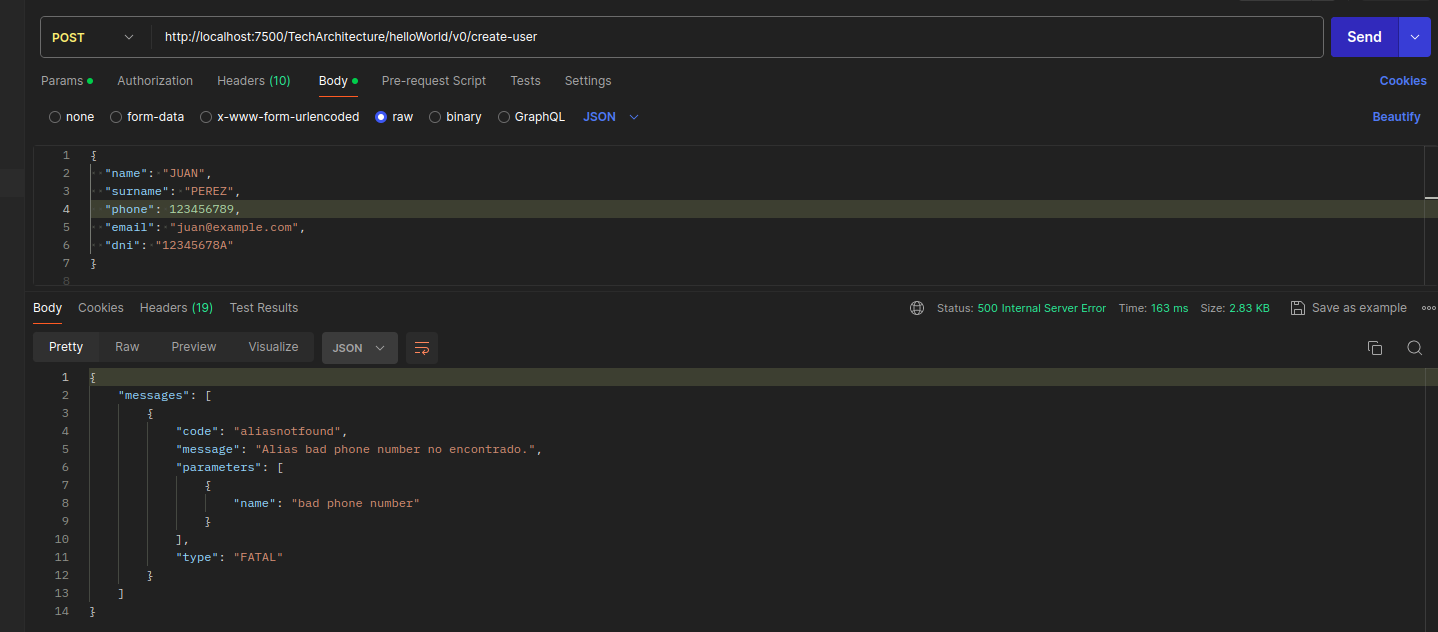 POST http://localhost:7500/TechArchitecture/helloWorld/v0/create-user Send
Params Authorization Headers (10) Body Pre-request Script Tests Settings Cookies
none form-data x-www-form-urlencoded raw binary GraphQL JSON Beautify
1 {
2 "name": "JUAN",
3 "surname": "PEREZ",
4 "phone": 123456789,
5 "email": "juan@example.com",
6 "dni": "12345678A"
7 }
8
Body Cookies Headers (19) Test Results Status: 500 Internal Server Error Time: 163 ms Size: 2.83 KB Save as example
Pretty Raw Preview Visualize JSON
1 {
2 "messages": [
3 {
4 "code": "aliasnotfound",
5 "message": "Alias bad phone number no encontrado.",
6 "parameters": [
7 {
8 "name": "bad phone number"
9 }
10 ],
11 "type": "FATAL"
12 }
13 ]
14 }